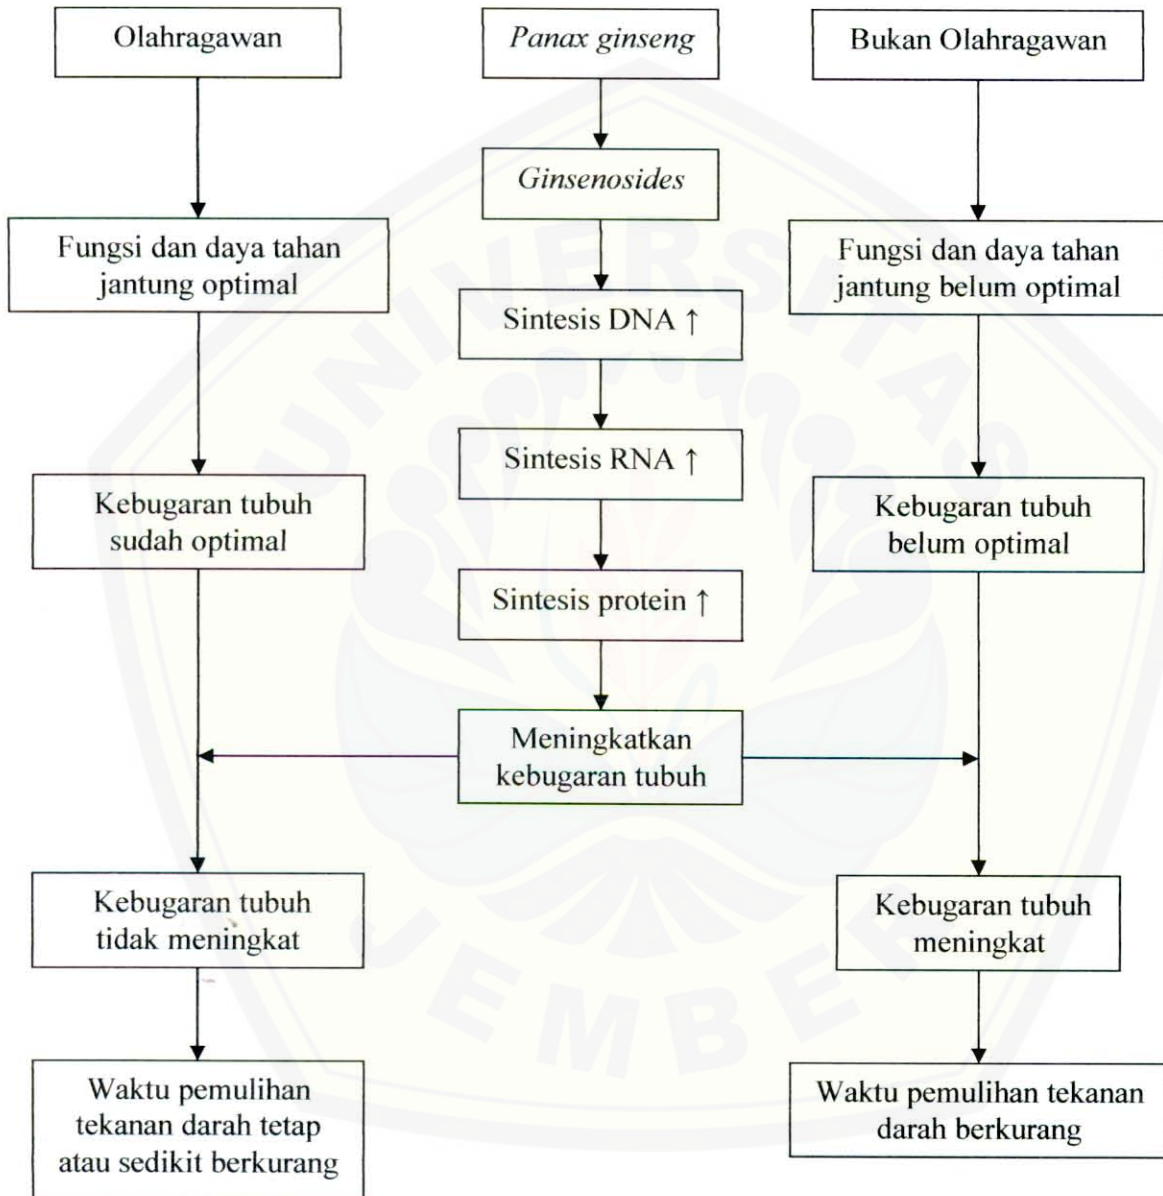 Olahragawan
Panax ginseng
Bukan Olahragawan
Ginsenosides
Fungsi dan daya tahan
jantung optimal
Fungsi dan daya tahan
jantung belum optimal
Sintesis DNA ↑
Sintesis RNA ↑
Kebugaran tubuh
sudah optimal
Kebugaran tubuh
belum optimal
Sintesis protein ↑
Meningkatkan
kebugaran tubuh
Kebugaran tubuh
tidak meningkat
Kebugaran tubuh
meningkat
Waktu pemulihan
tekanan darah tetap
atau sedikit berkurang
Waktu pemulihan tekanan
darah berkurang
UNIVERSITAS
JEMBER